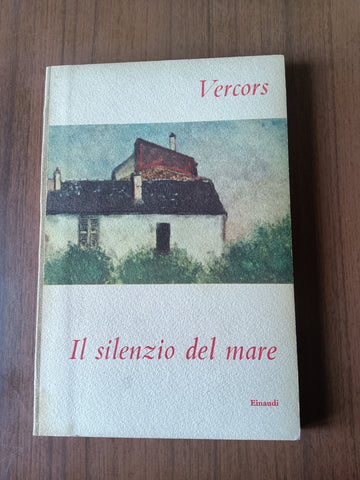 Vercors
Il silenzio del mare
Einaudi